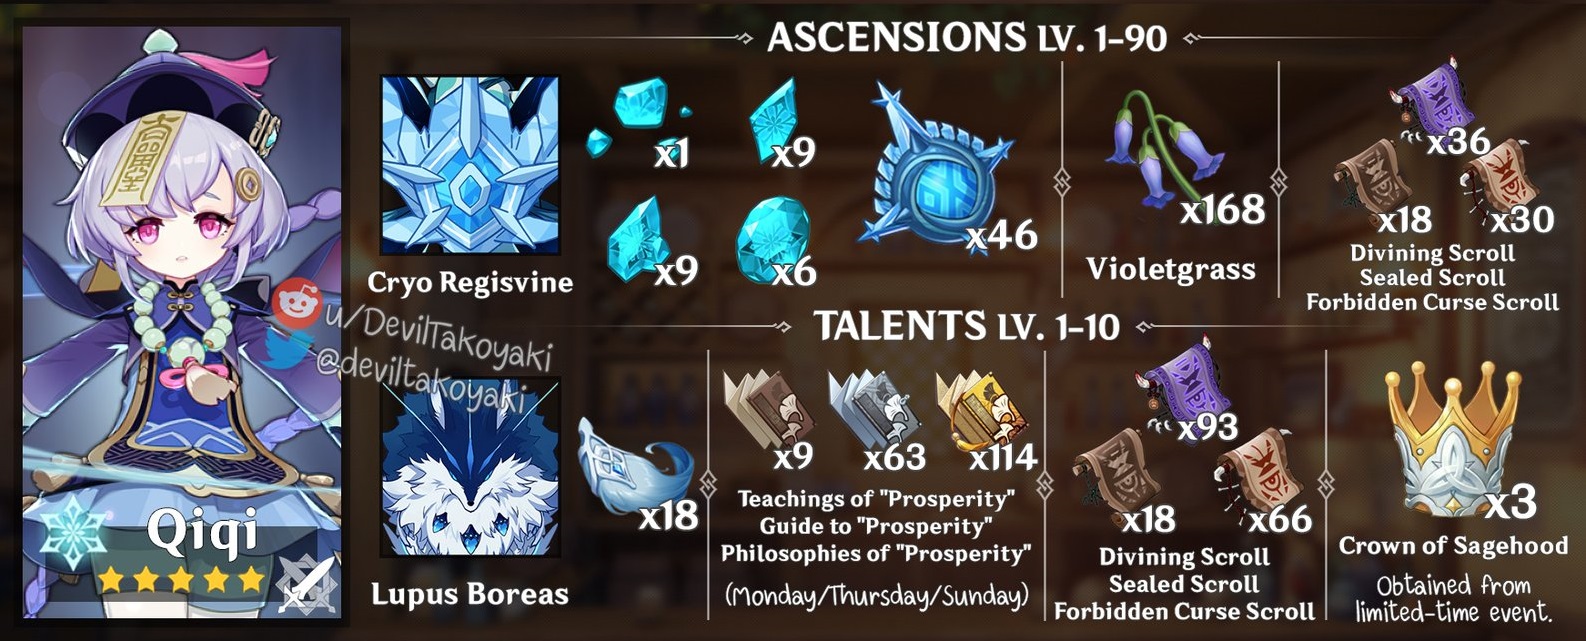 ASCENSIONS LV. 1-90
Cryo Regisvine
x1
x9
x9
x6
x46
x168
Violetgrass
x36
x18
x30
Divining Scroll
Sealed Scroll
Forbidden Curse Scroll
u/DevilTakoyaki
@deviltakoyaki
TALENTS LV. 1-10
Lupus Boreas
x18
x9
x63
x114
Teachings of "Prosperity"
Guide to "Prosperity"
Philosophies of "Prosperity"
(Monday/Thursday/Sunday)
x93
x18
x66
Divining Scroll
Sealed Scroll
Forbidden Curse Scroll
x3
Crown of Sagehood
Obtained from
limited-time event.
Qiqi